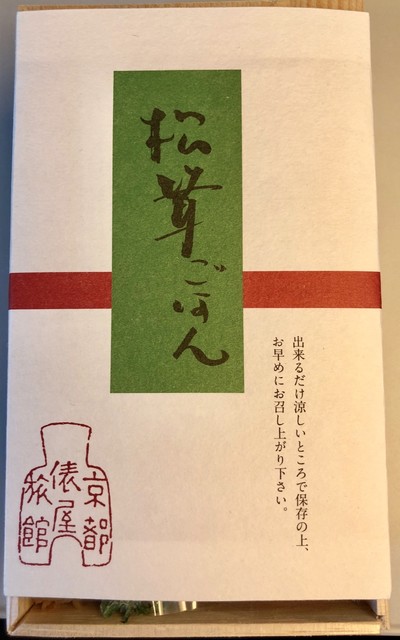 松茸ごはん
出来るだけ涼しいところで保存の上、
お早めにお召し上がり下さい。
京都
俵屋
旅館